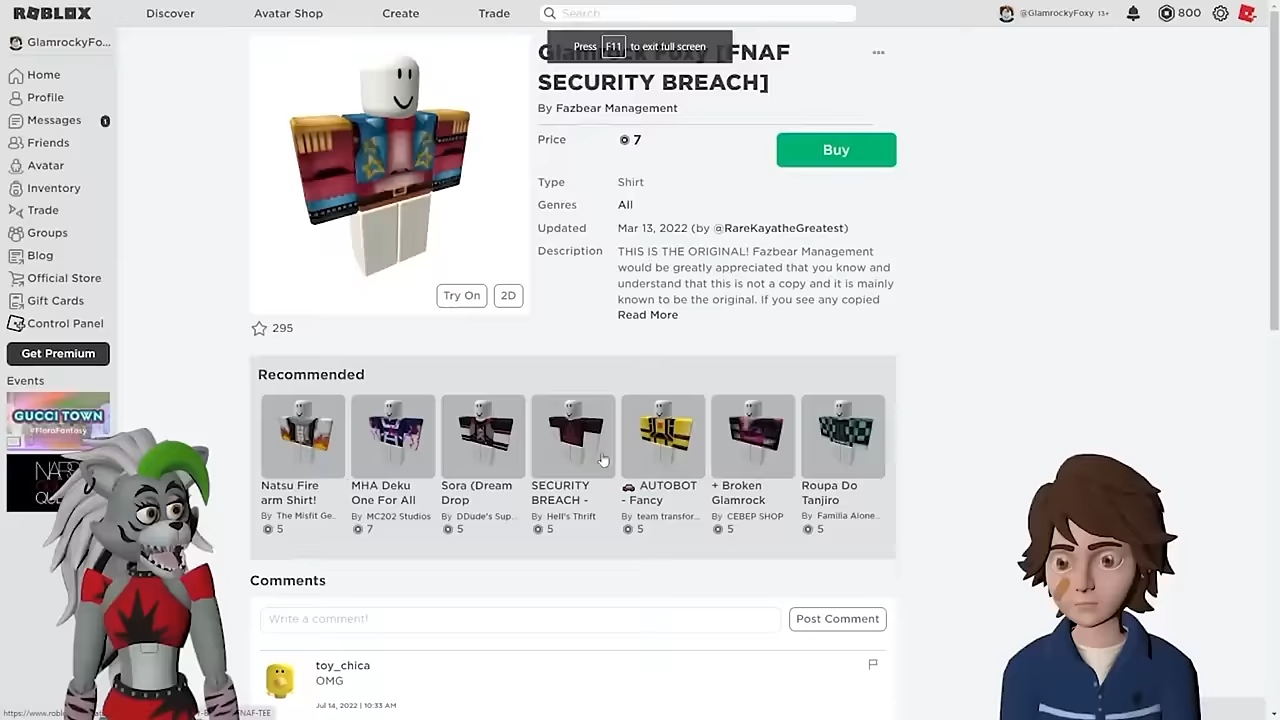 ROBLOX
Discover
Avatar Shop
Create
Trade
Search
@GlamrockyFoxy 13+
800
GlamrockyFo...
Home
Profile
Messages
1
Friends
Avatar
Inventory
Trade
Groups
Blog
Official Store
Gift Cards
Control Panel
Get Premium
Events
GUCCI TOWN
#FloraFantasy
Press F11 to exit full screen
[FNAF
SECURITY BREACH]
By Fazbear Management
Price
7
Buy
Type
Shirt
Genres
All
Updated
Mar 13, 2022 (by @RareKayatheGreatest)
Description
THIS IS THE ORIGINAL! Fazbear Management
would be greatly appreciated that you know and
understand that this is not a copy and it is mainly
known to be the original. If you see any copied
Read More
Try On
2D
295
Recommended
Natsu Fire
arm Shirt!
By The Misfit Ge..
5
MHA Deku
One For All
By MC202 Studios
7
Sora (Dream
Drop
By DDude's Sup...
5
SECURITY
BREACH -
By Hell's Thrift
5
AUTOBOT
- Fancy
By team transfor...
5
+ Broken
Glamrock
By CEBEP SHOP
5
Roupa Do
Tanjiro
By Família Alone..
5
Comments
Write a comment!
Post Comment
toy_chica
OMG
Jul 14, 2022 | 10:33 AM